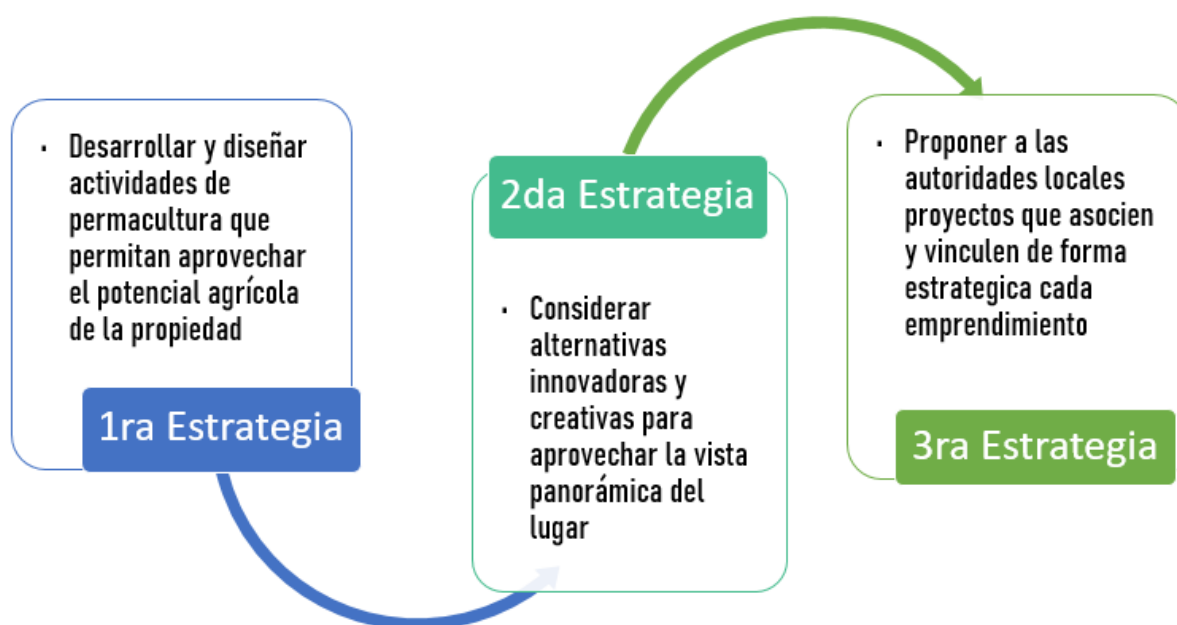 · Desarrollar y diseñar
actividades de
permacultura que
permitan aprovechar
el potencial agrícola
de la propiedad
1ra Estrategia
2da Estrategia
· Considerar
alternativas
innovadoras y
creativas para
aprovechar la vista
panorámica del
lugar
· Proponer a las
autoridades locales
proyectos que asocien
y vinculen de forma
estrategica cada
emprendimiento
3ra Estrategia